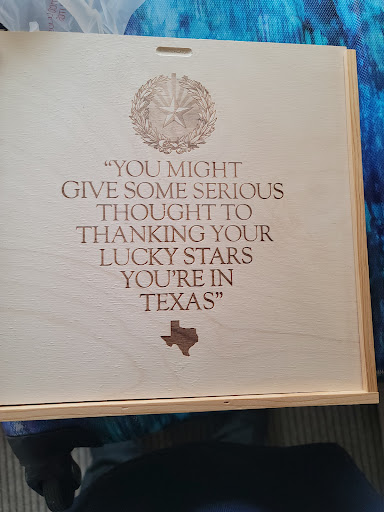 “YOU MIGHT
GIVE SOME SERIOUS
THOUGHT TO
THANKING YOUR
LUCKY STARS
YOU’RE IN
TEXAS”